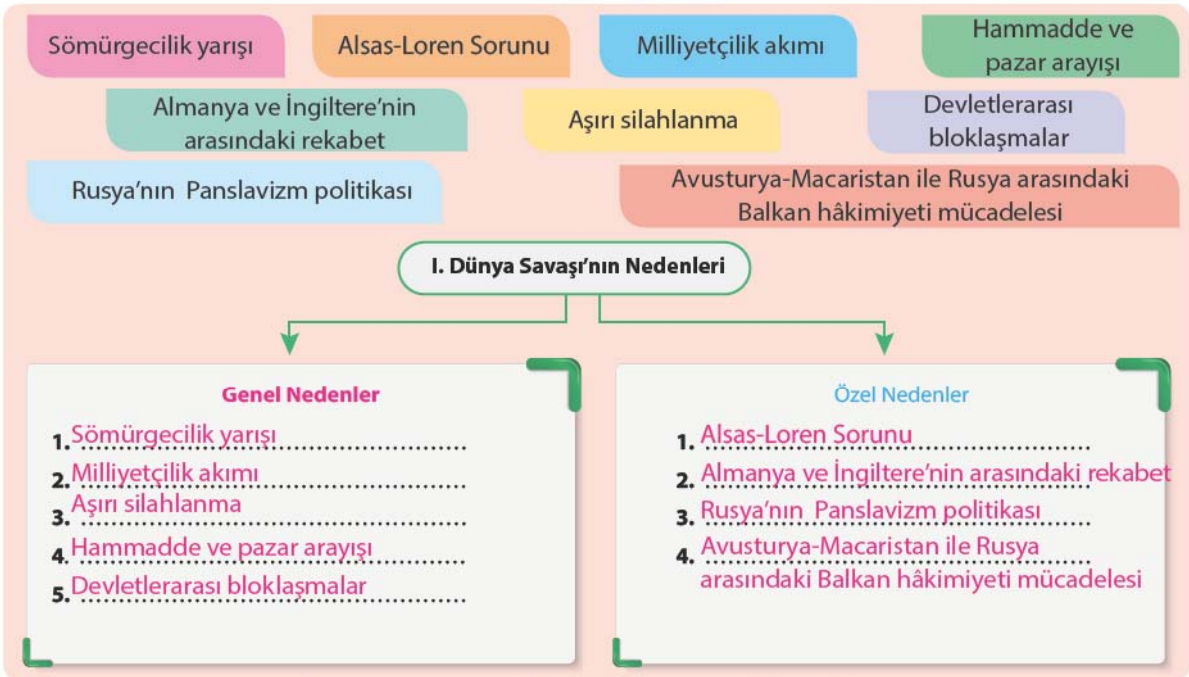 Sömürgecilik yarışı
Alsas-Loren Sorunu
Milliyetçilik akımı
Hammadde ve
pazar arayışı
Almanya ve İngiltere'nin
arasındaki rekabet
Aşırı silahlanma
Devletlerarası
bloklaşmalar
Rusya'nın Panslavizm politikası
Avusturya-Macaristan ile Rusya arasındaki
Balkan hâkimiyeti mücadelesi
I. Dünya Savaşı'nın Nedenleri
Genel Nedenler
1. Sömürgecilik yarışı
2. Milliyetçilik akımı
3. Aşırı silahlanma
4. Hammadde ve pazar arayışı
5. Devletlerarası bloklaşmalar
Özel Nedenler
1. Alsas-Loren Sorunu
2. Almanya ve İngiltere'nin arasındaki rekabet
3. Rusya'nın Panslavizm politikası
4. Avusturya-Macaristan ile Rusya
arasındaki Balkan hâkimiyeti mücadelesi